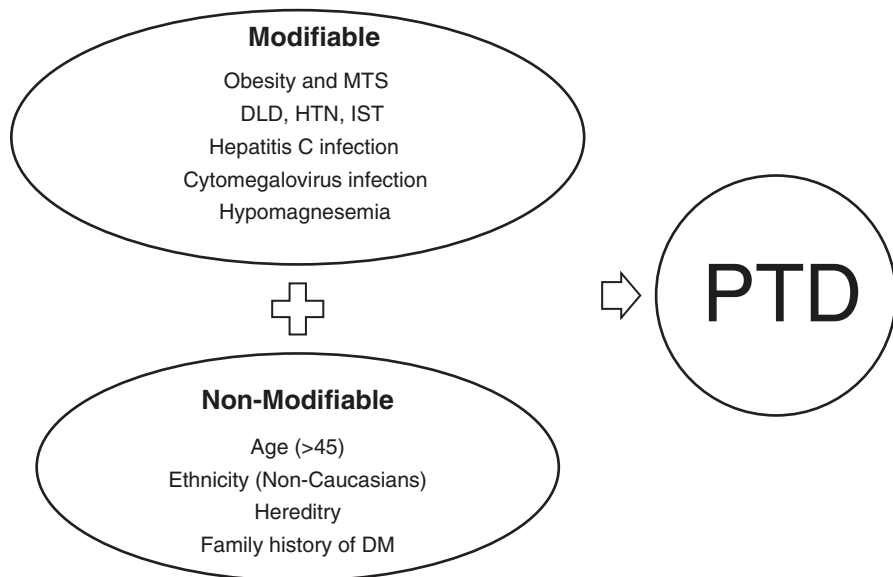 Modifiable
Obesity and MTS
DLD, HTN, IST
Hepatitis C infection
Cytomegalovirus infection
Hypomagnesemia
PTD
Non-Modifiable
Age (>45)
Ethnicity (Non-Caucasians)
Hereditry
Family history of DM